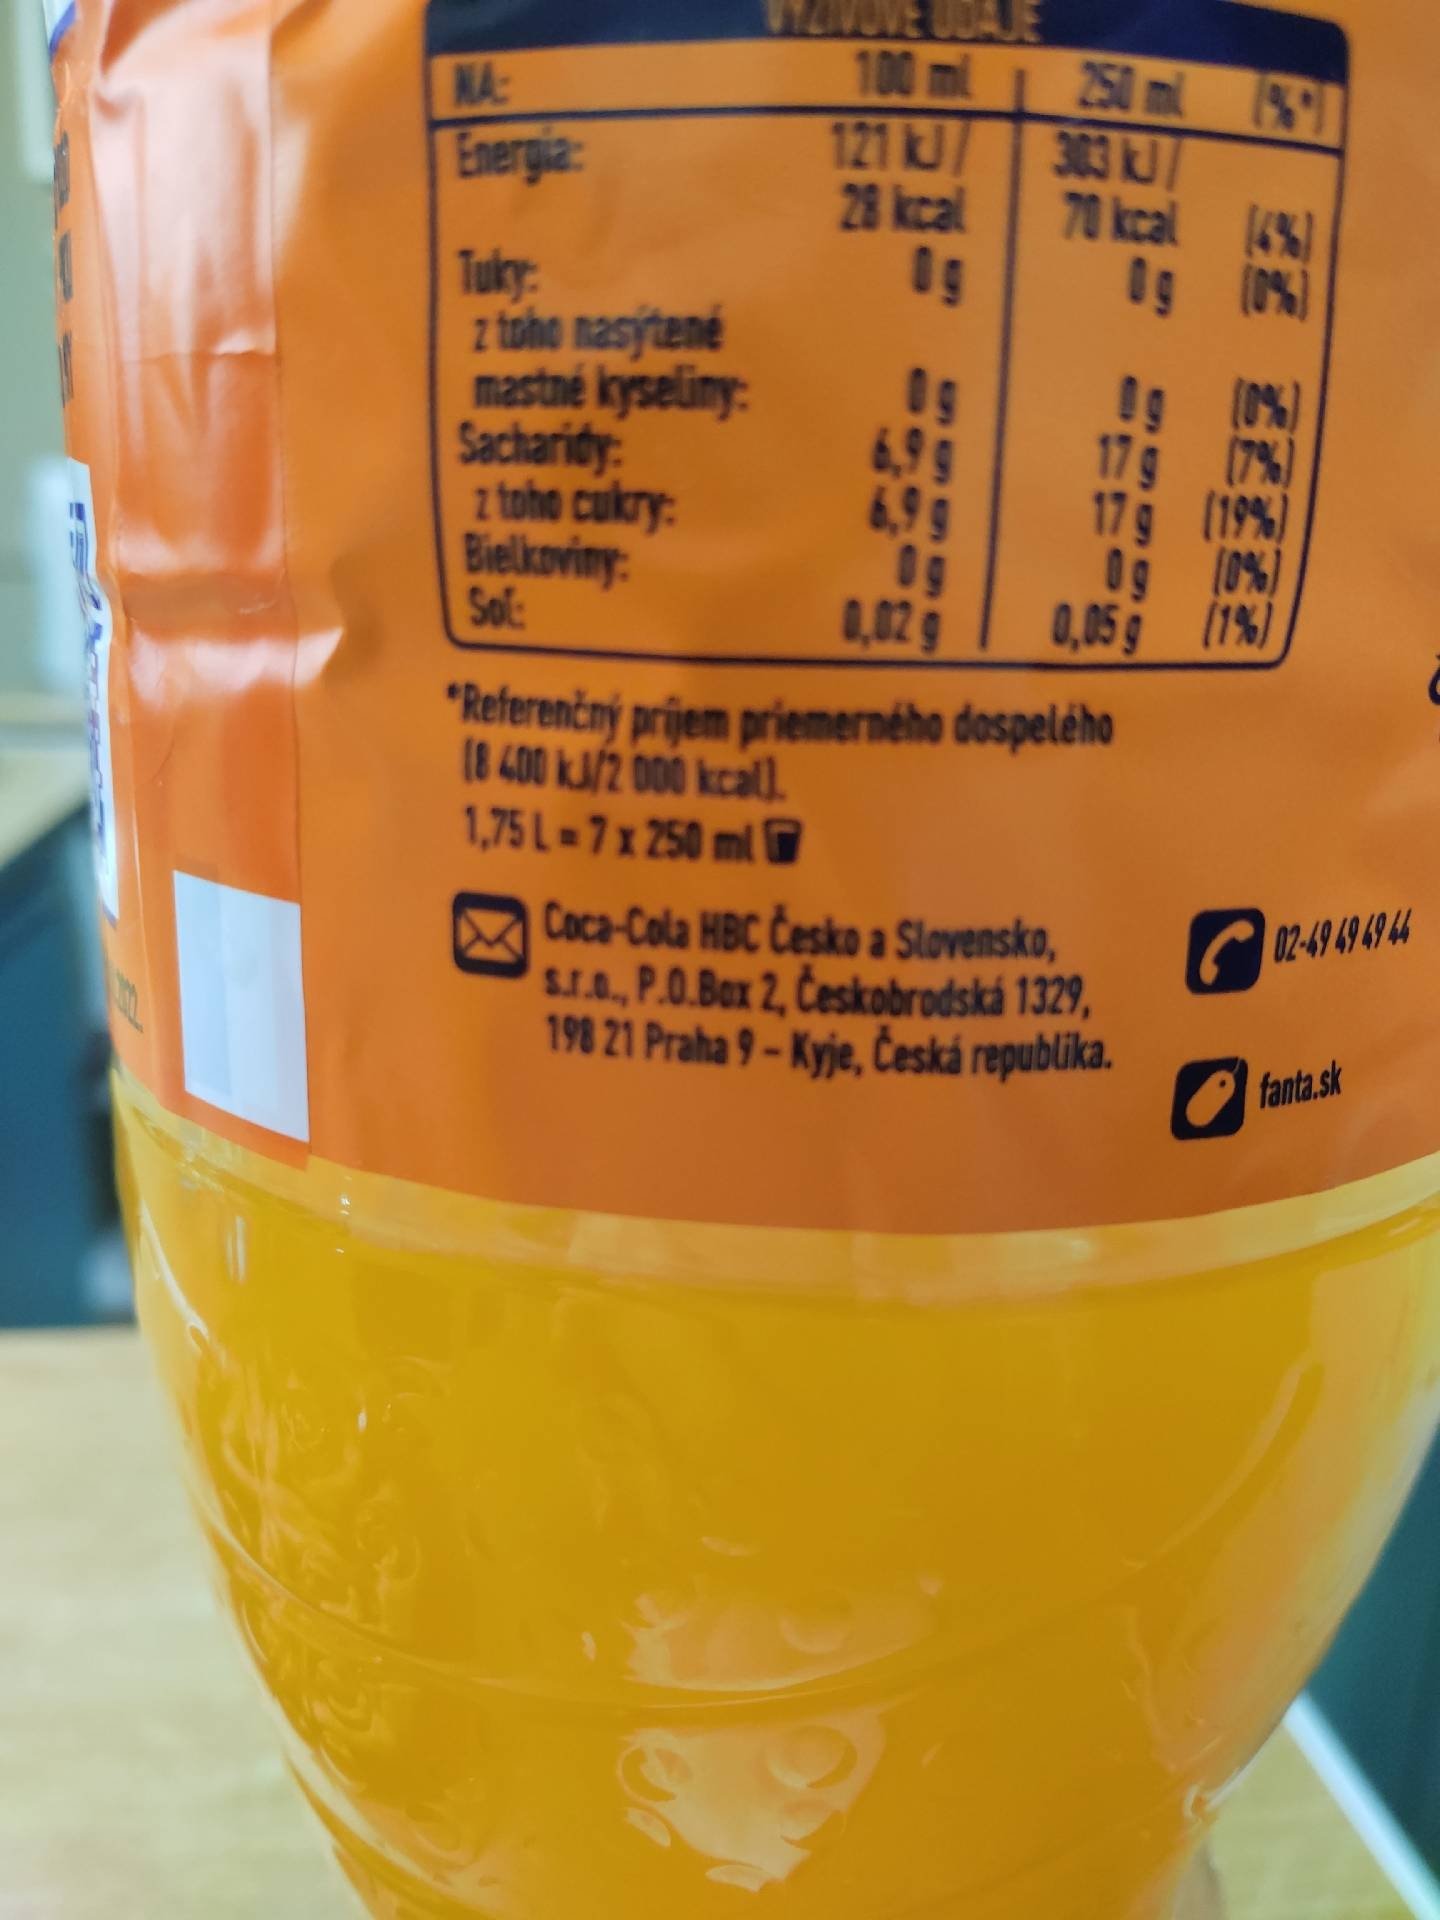 VÝŽIVOVÉ ÚDAJE
NA: 100 ml 250 ml (%*)
Energia: 121 kJ/ 303 kJ/
28 kcal 70 kcal (4%)
Tuky: 0 g 0 g (0%)
z toho nasýtené
mastné kyseliny: 0 g 0 g (0%)
Sacharidy: 6,9 g 17 g (7%)
z toho cukry: 6,9 g 17 g (19%)
Bielkoviny: 0 g 0 g (0%)
Soľ: 0,02 g 0,05 g (1%)
*Referenčný príjem priemerného dospelého
(8 400 kJ/2 000 kcal).
1,75 L = 7 x 250 ml
Coca-Cola HBC Česko a Slovensko,
s.r.o., P.O.Box 2, Českobrodská 1329,
198 21 Praha 9 – Kyje, Česká republika.
02-49 49 49 44
fanta.sk
2022